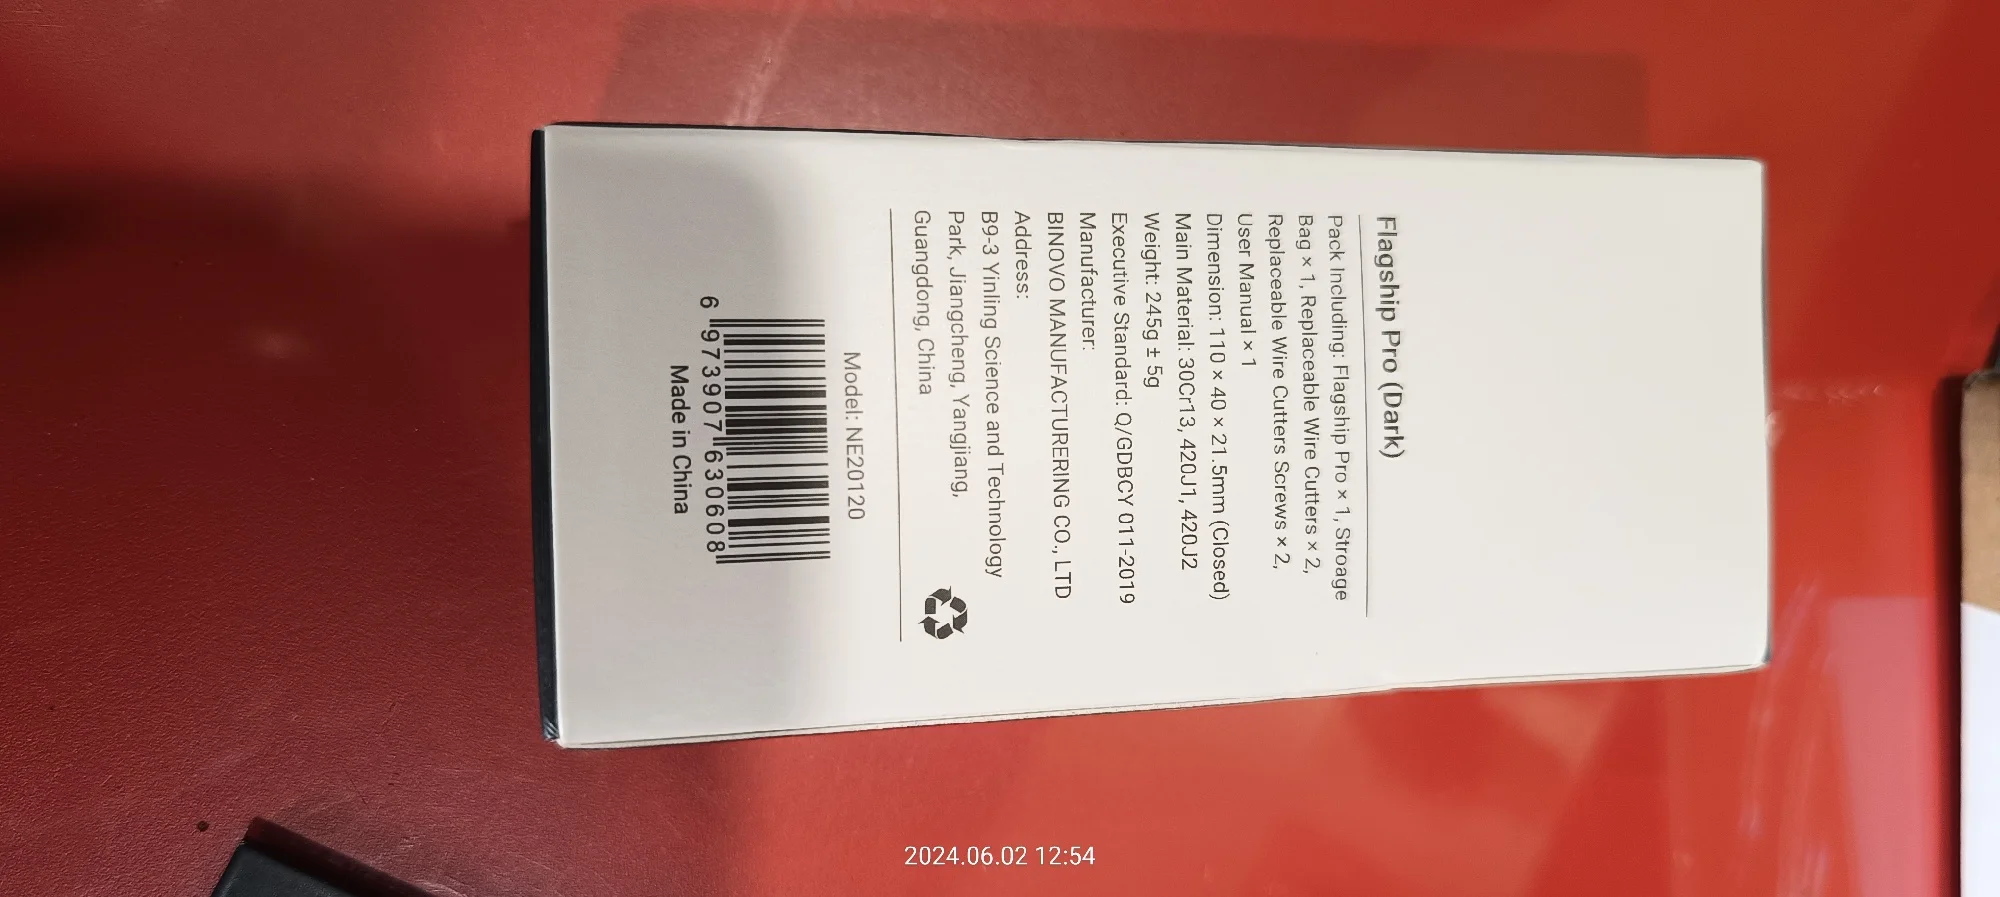 Flagship Pro (Dark)
Pack Including: Flagship Pro × 1, Stroage
Bag × 1, Replaceable Wire Cutters × 2,
Replaceable Wire Cutters Screws × 2,
User Manual × 1
Dimension: 110 × 40 × 21.5mm (Closed)
Main Material: 30Cr13, 420J1, 420J2
Weight: 245g ± 5g
Executive Standard: Q/GDBCY 011-2019
Manufacturer:
BINOVO MANUFACTURERING CO., LTD
Address:
B9-3 Yinling Science and Technology
Park, Jiangcheng, Yangjiang,
Guangdong, China
Model: NE20120
6 973907 630608
Made in China
2024.06.02 12:54